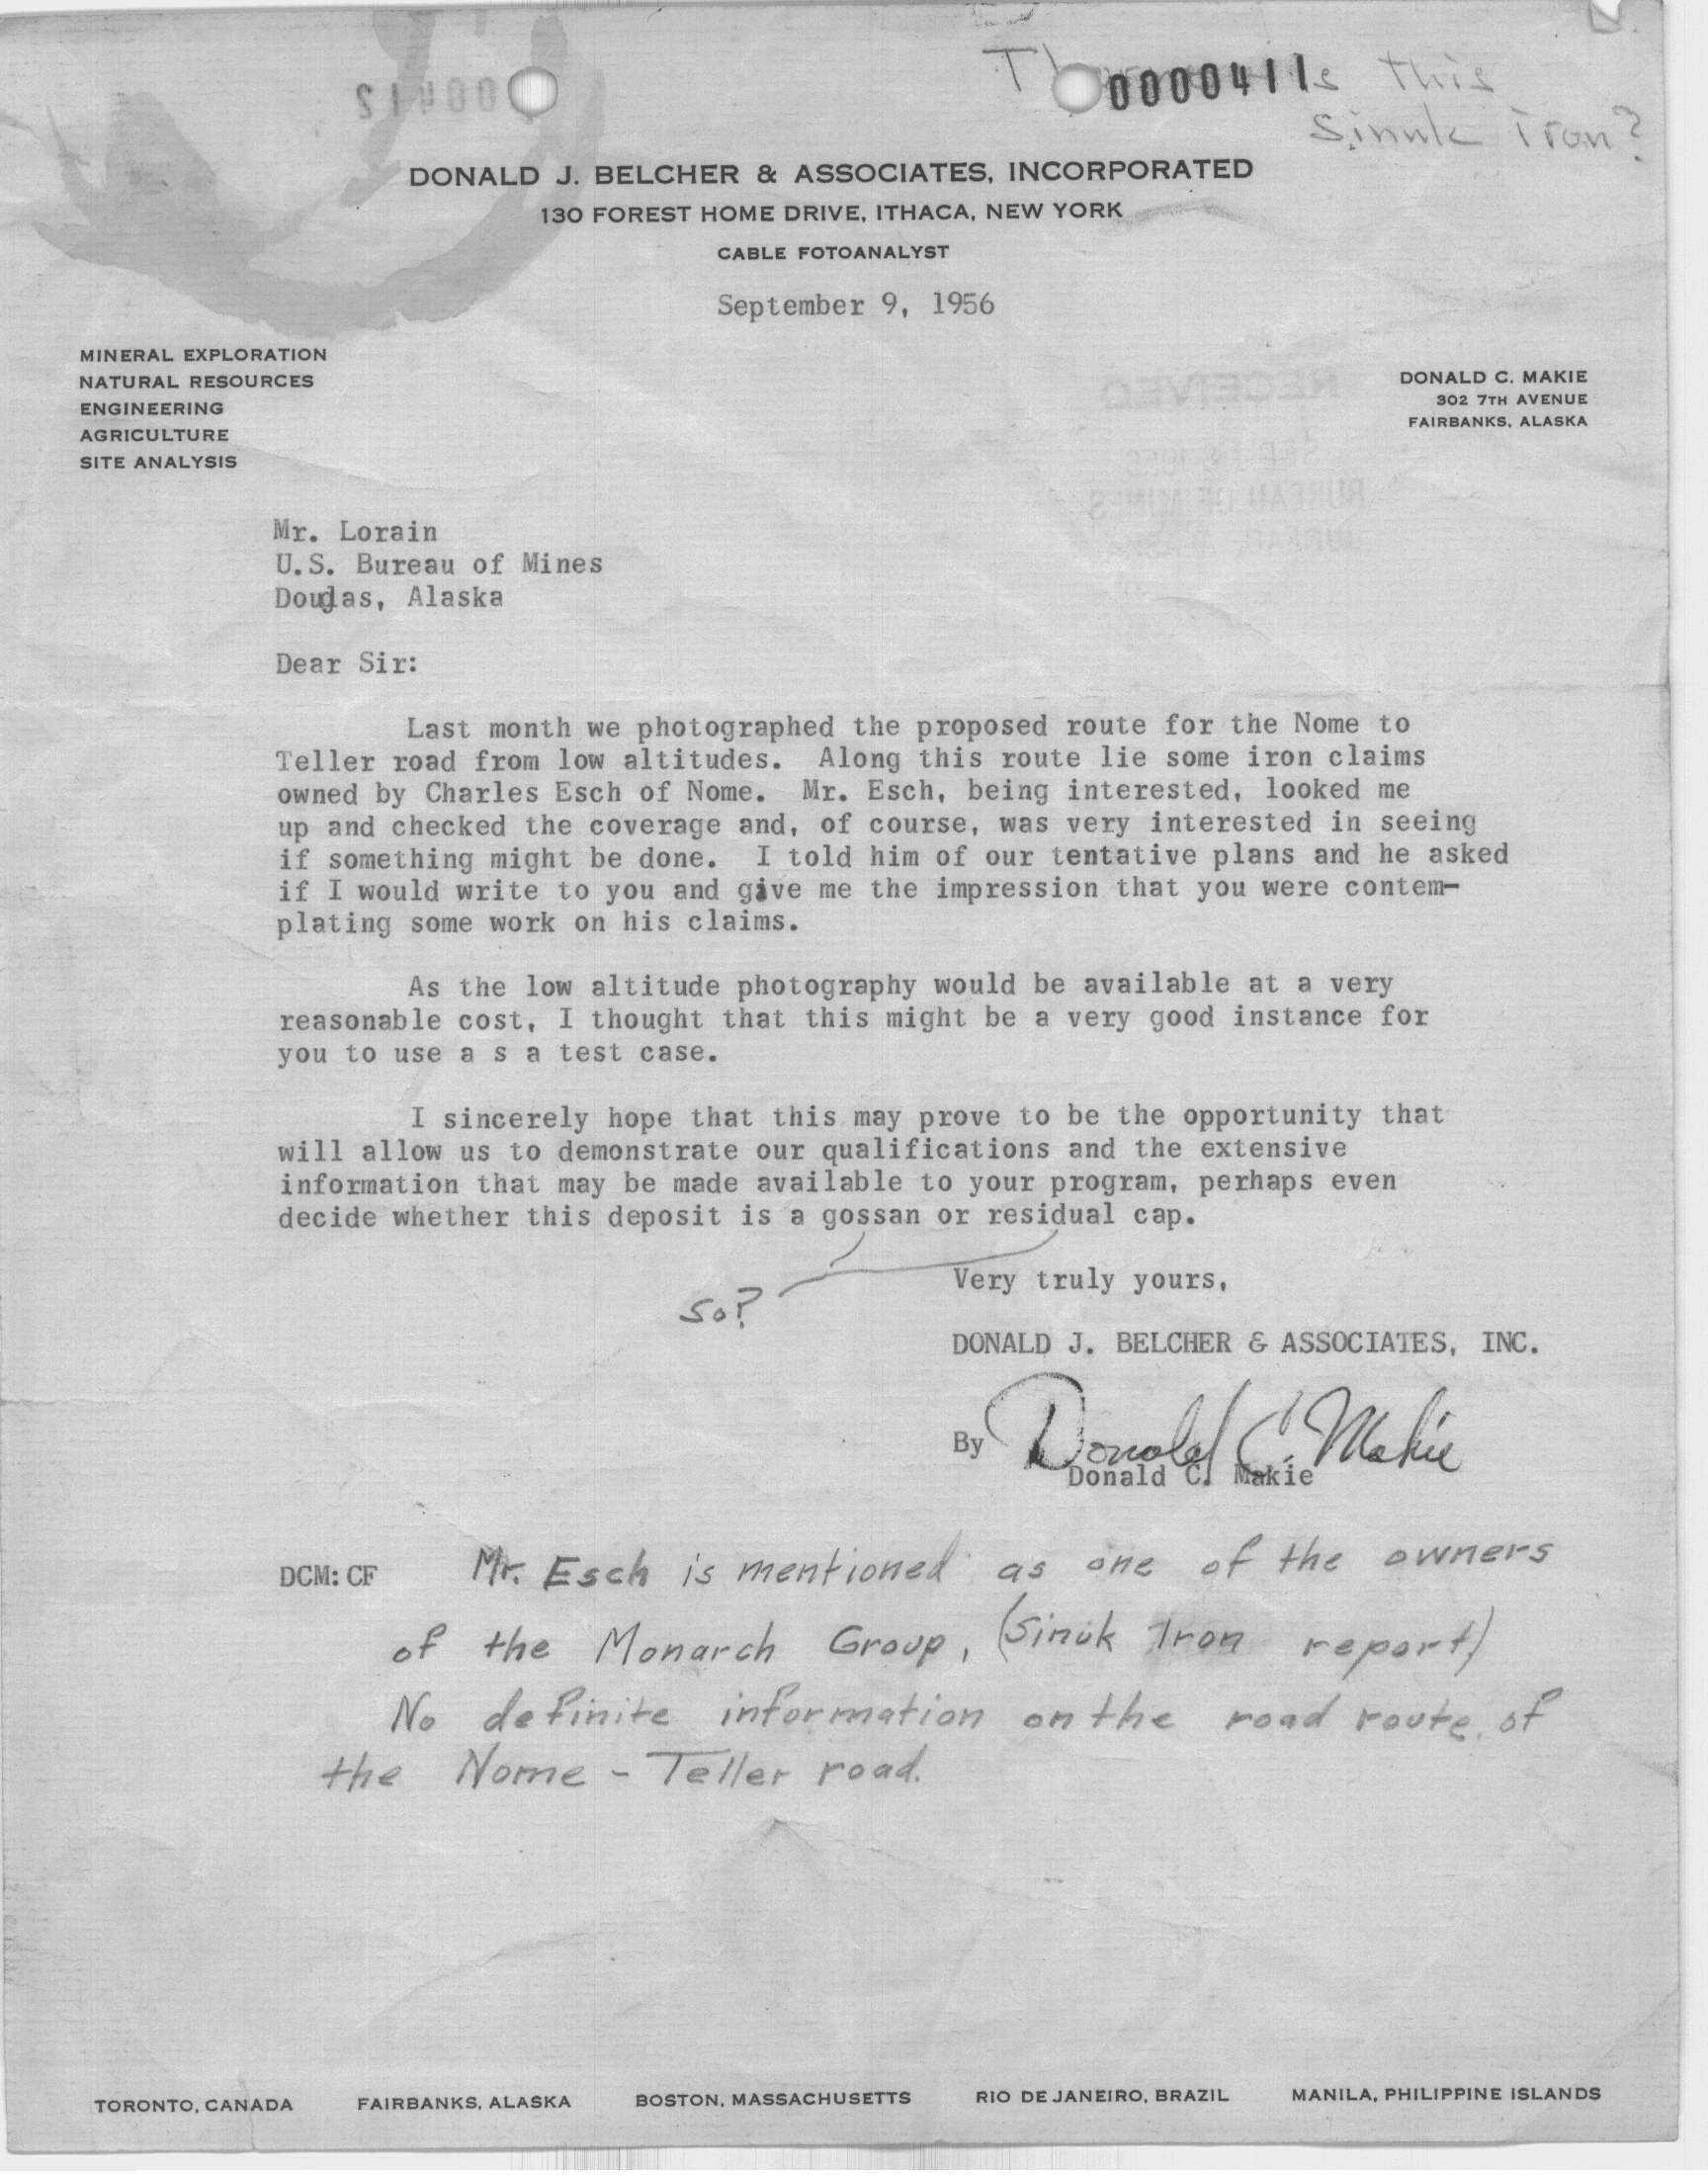 0000411
this
Sinuk Iron?
DONALD J. BELCHER & ASSOCIATES, INCORPORATED
130 FOREST HOME DRIVE, ITHACA, NEW YORK
CABLE FOTOANALYST
September 9, 1956
MINERAL EXPLORATION
NATURAL RESOURCES
ENGINEERING
AGRICULTURE
SITE ANALYSIS
DONALD C. MAKIE
302 7TH AVENUE
FAIRBANKS, ALASKA
RECEIVED
BUREAU OF MINES
Mr. Lorain
U.S. Bureau of Mines
Douglas, Alaska
Dear Sir:
Last month we photographed the proposed route for the Nome to
Teller road from low altitudes. Along this route lie some iron claims
owned by Charles Esch of Nome. Mr. Esch, being interested, looked me
up and checked the coverage and, of course, was very interested in seeing
if something might be done. I told him of our tentative plans and he asked
if I would write to you and give me the impression that you were contem-
plating some work on his claims.
As the low altitude photography would be available at a very
reasonable cost, I thought that this might be a very good instance for
you to use a s a test case.
I sincerely hope that this may prove to be the opportunity that
will allow us to demonstrate our qualifications and the extensive
information that may be made available to your program, perhaps even
decide whether this deposit is a gossan or residual cap.
So?
Very truly yours,
DONALD J. BELCHER & ASSOCIATES, INC.
By Donald C. Makie
Donald C. Makie
DCM:CF
Mr. Esch is mentioned as one of the owners
of the Monarch Group, (Sinuk Iron report)
No definite information on the road route of
the Nome - Teller road.
TORONTO, CANADA FAIRBANKS, ALASKA BOSTON, MASSACHUSETTS RIO DE JANEIRO, BRAZIL MANILA, PHILIPPINE ISLANDS